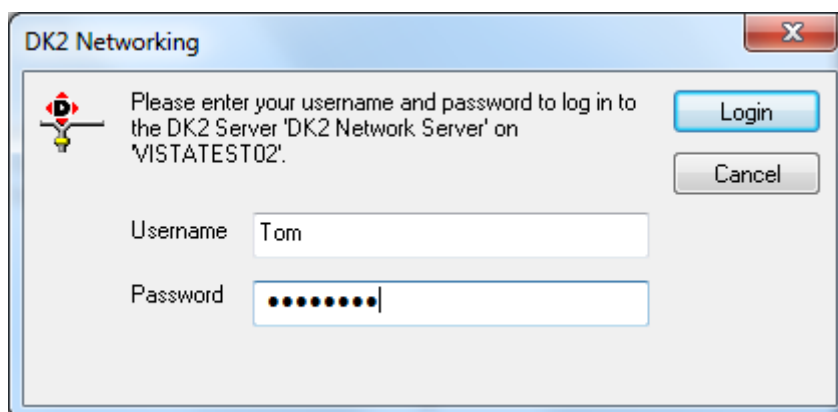 DK2 Networking
Please enter your username and password to log in to
the DK2 Server 'DK2 Network Server' on
'VISTATEST02'.
Login
Cancel
Username
Tom
Password
••••••••